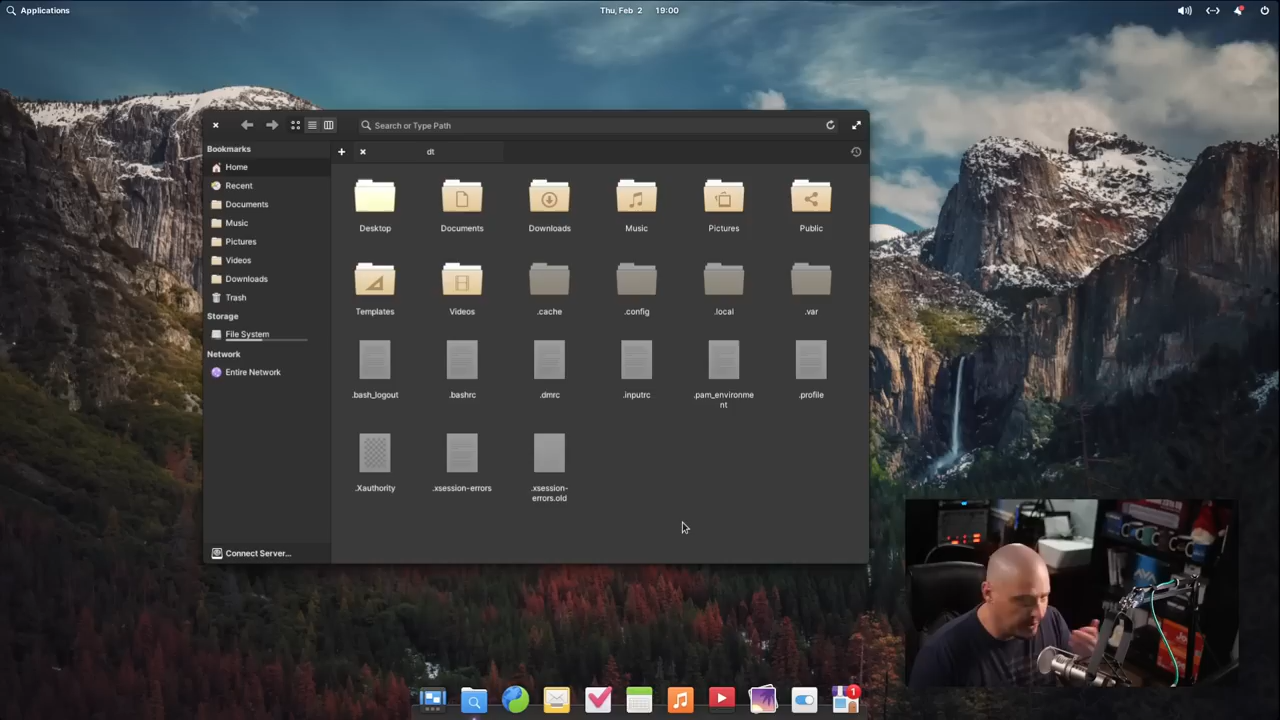 Applications
Thu, Feb 2 19:00
Search or Type Path
Bookmarks
dt
Home
Recent
Documents
Music
Pictures
Videos
Downloads
Trash
Storage
File System
Network
Entire Network
Connect Server...
Desktop
Documents
Downloads
Music
Pictures
Public
Templates
Videos
.cache
.config
.local
.var
.bash_logout
.bashrc
.dmrc
.inputrc
.pam_environme
nt
.profile
.Xauthority
.xsession-errors
.xsession-
errors.old
1